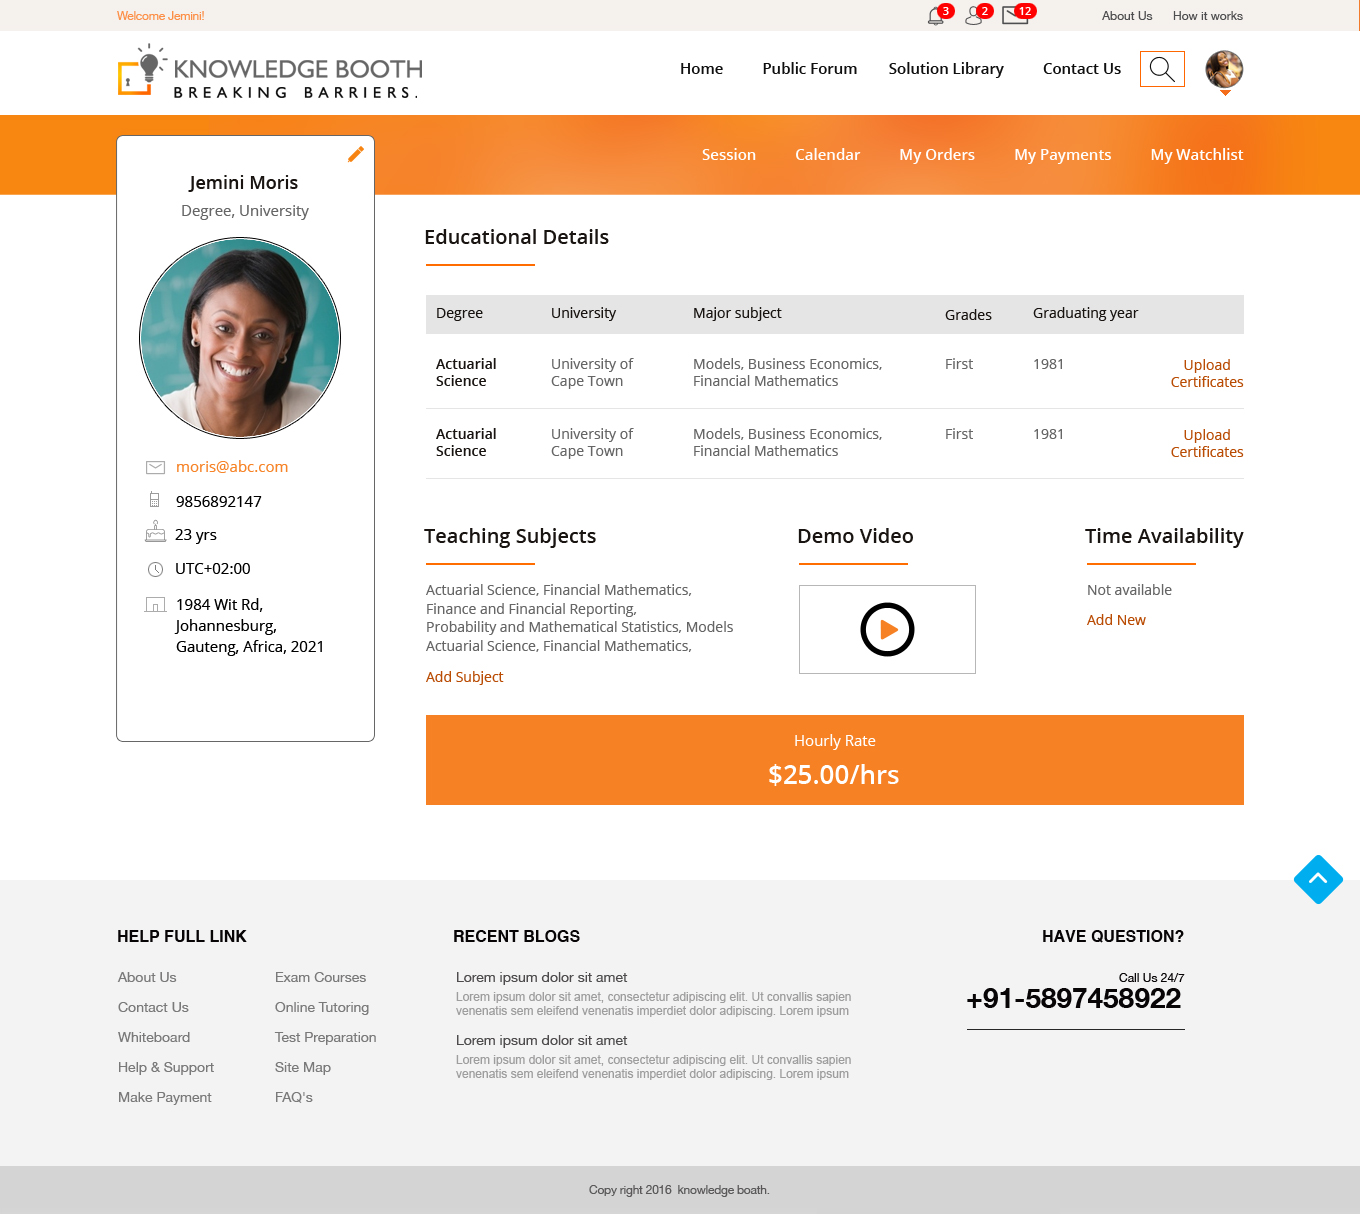 Welcome Jemini!
3
2
12
About Us
How it works
KNOWLEDGE BOOTH
BREAKING BARRIERS.
Home
Public Forum
Solution Library
Contact Us
Session
Calendar
My Orders
My Payments
My Watchlist
Jemini Moris
Degree, University
moris@abc.com
9856892147
23 yrs
UTC+02:00
1984 Wit Rd,
Johannesburg,
Gauteng, Africa, 2021
Educational Details
Degree
University
Major subject
Grades
Graduating year
Actuarial
Science
University of
Cape Town
Models, Business Economics,
Financial Mathematics
First
1981
Upload
Certificates
Actuarial
Science
University of
Cape Town
Models, Business Economics,
Financial Mathematics
First
1981
Upload
Certificates
Teaching Subjects
Actuarial Science, Financial Mathematics,
Finance and Financial Reporting,
Probability and Mathematical Statistics, Models
Actuarial Science, Financial Mathematics,
Add Subject
Demo Video
Time Availability
Not available
Add New
Hourly Rate
$25.00/hrs
HELP FULL LINK
About Us
Contact Us
Whiteboard
Help & Support
Make Payment
Exam Courses
Online Tutoring
Test Preparation
Site Map
FAQ's
RECENT BLOGS
Lorem ipsum dolor sit amet
Lorem ipsum dolor sit amet, consectetur adipiscing elit. Ut convallis sapien
venenatis sem eleifend venenatis imperdiet dolor adipiscing. Lorem ipsum
Lorem ipsum dolor sit amet
Lorem ipsum dolor sit amet, consectetur adipiscing elit. Ut convallis sapien
venenatis sem eleifend venenatis imperdiet dolor adipiscing. Lorem ipsum
HAVE QUESTION?
Call Us 24/7
+91-5897458922
Copy right 2016 knowledge boath.